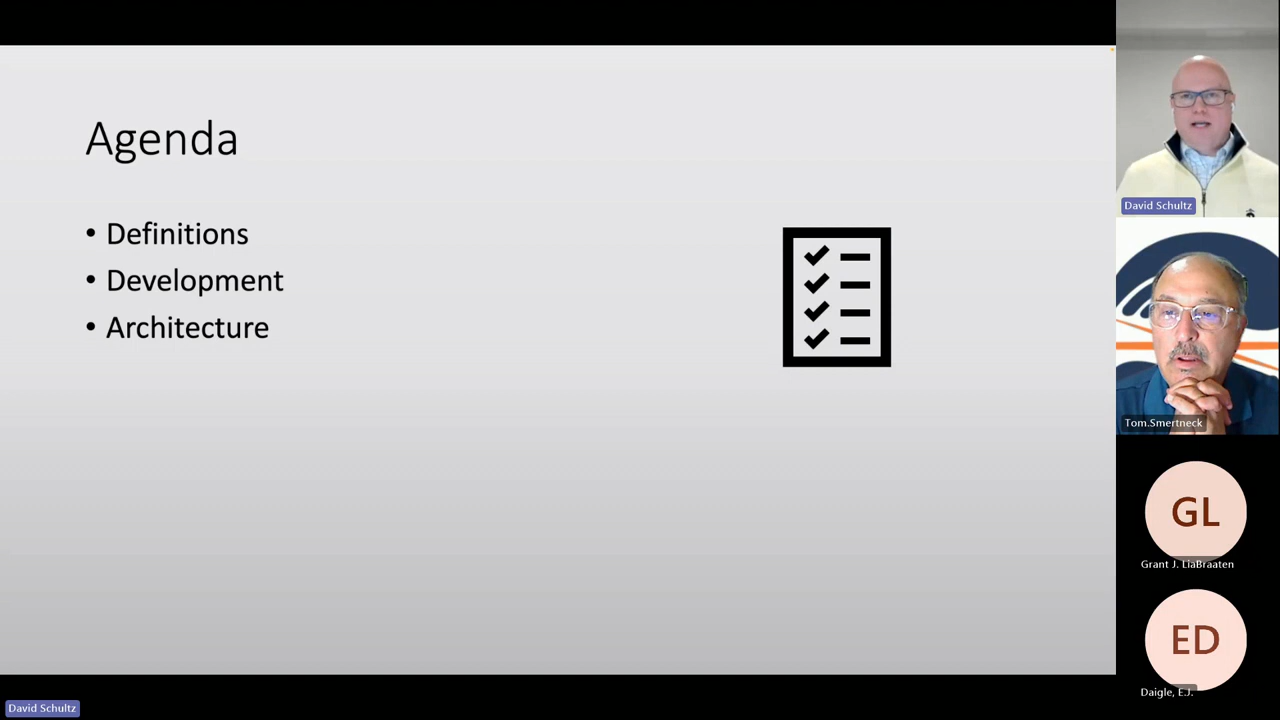 Agenda
• Definitions
• Development
• Architecture
David Schultz
Tom.Smertneck
GL
Grant J. LiaBraaten
ED
Daigle, E.J.
David Schultz